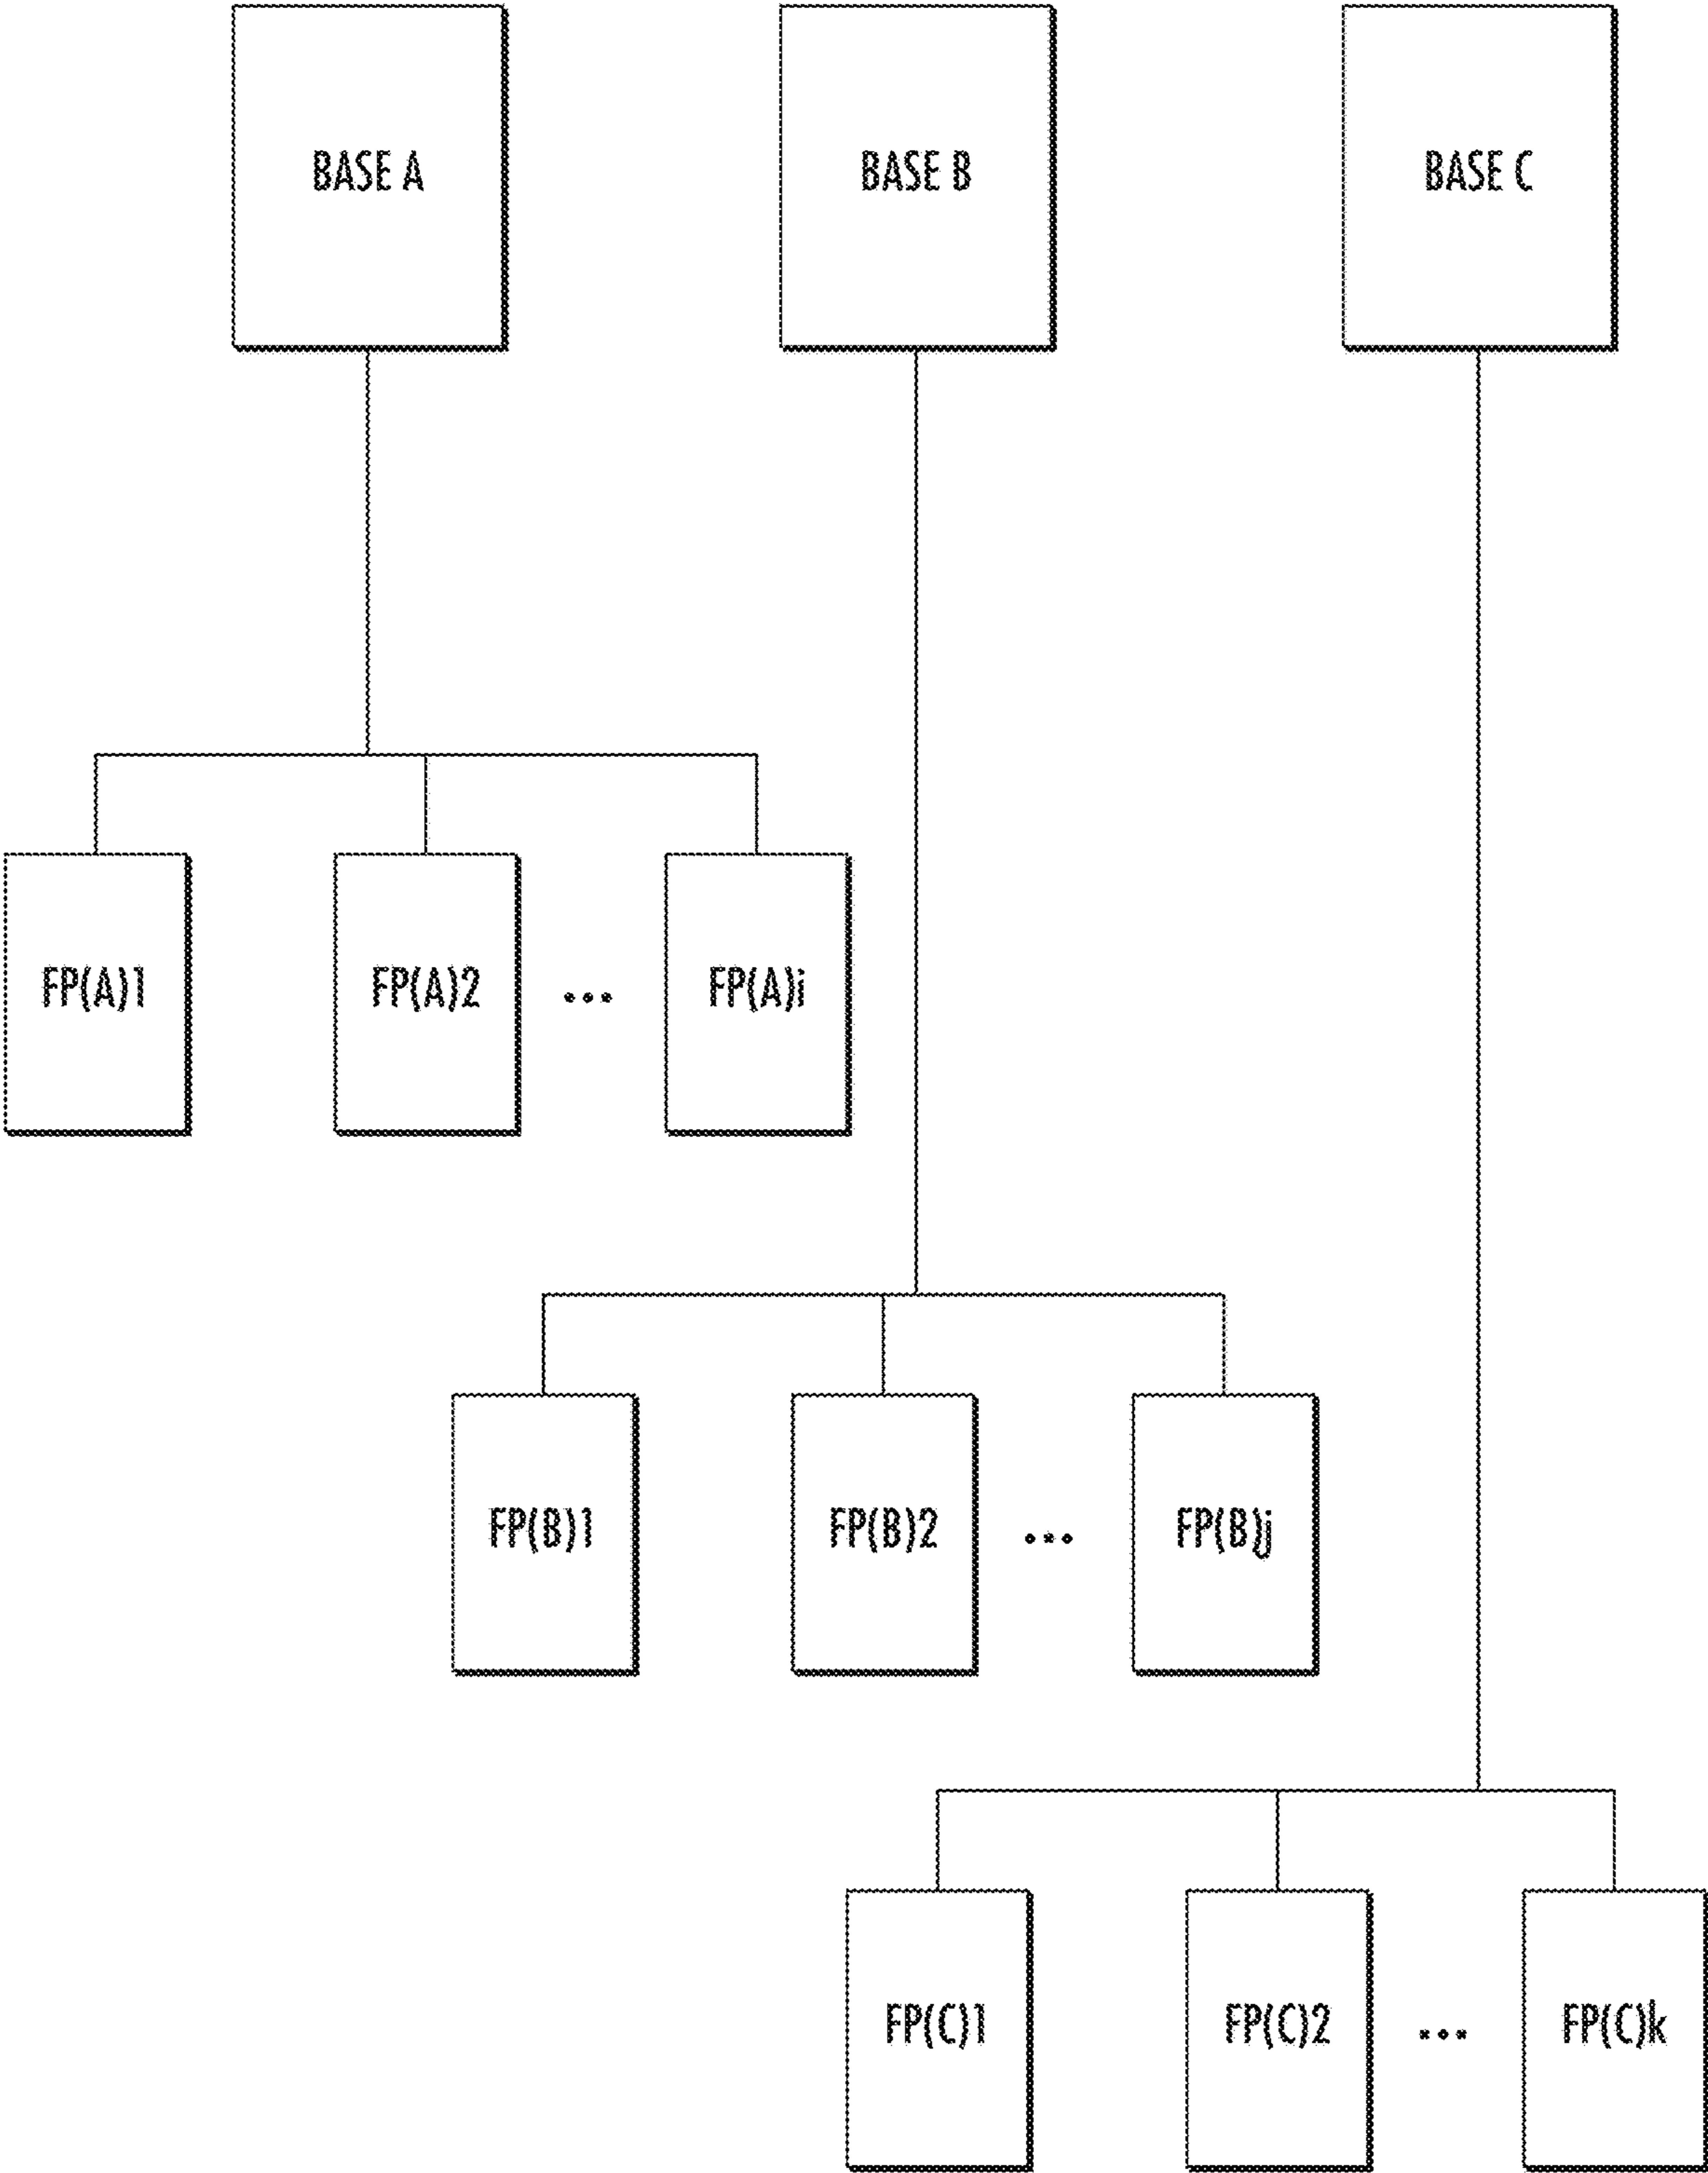 BASE A
BASE B
BASE C
FP(A)1
FP(A)2
...
FP(A)i
FP(B)1
FP(B)2
...
FP(B)j
FP(C)1
FP(C)2
...
FP(C)k